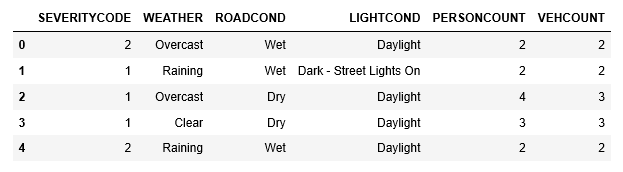 SEVERITYCODE WEATHER ROADCOND LIGHTCOND PERSONCOUNT VEHCOUNT
0 2 Overcast Wet Daylight 2 2
1 1 Raining Wet Dark - Street Lights On 2 2
2 1 Overcast Dry Daylight 4 3
3 1 Clear Dry Daylight 3 3
4 2 Raining Wet Daylight 2 2